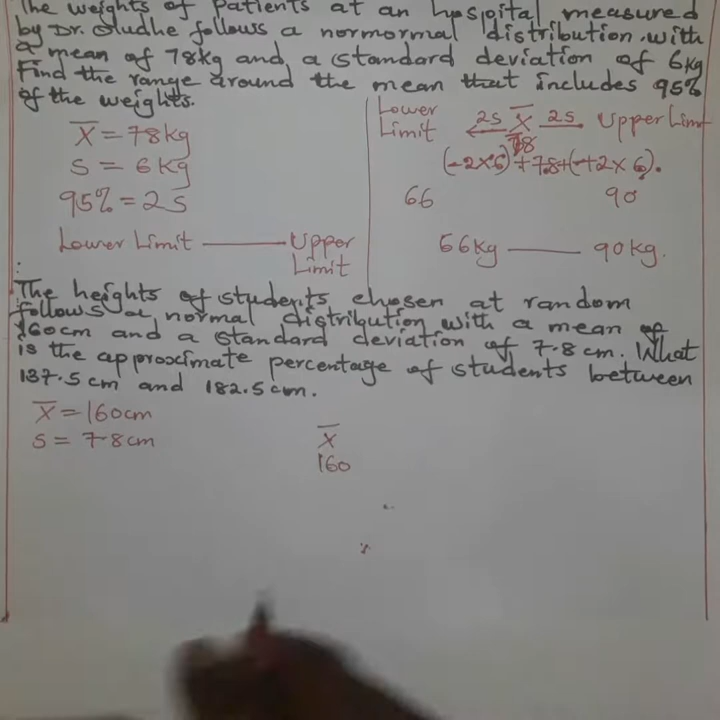 The weights of Patients at an hospital measured
by Dr. Oludhe follows a normormal distribution with
a mean of 78kg and a standard deviation of 6kg
Find the range around the mean that includes 95%
of the weights.
X̅ = 78kg
S = 6kg
95% = 2S
Lower Limit —— Upper
Limit
Lower
Limit
2S X̅ 2S Upper Limit
78
(-2×6)+78+(+2×6).
66 90
66kg —— 90kg.
The heights of students chosen at random
follows a normal distribution with a mean of
160cm and a standard deviation of 7.8cm. What
is the approximate percentage of students between
137.5cm and 182.5cm.
X̅ = 160cm
S = 7.8cm
X̅
160